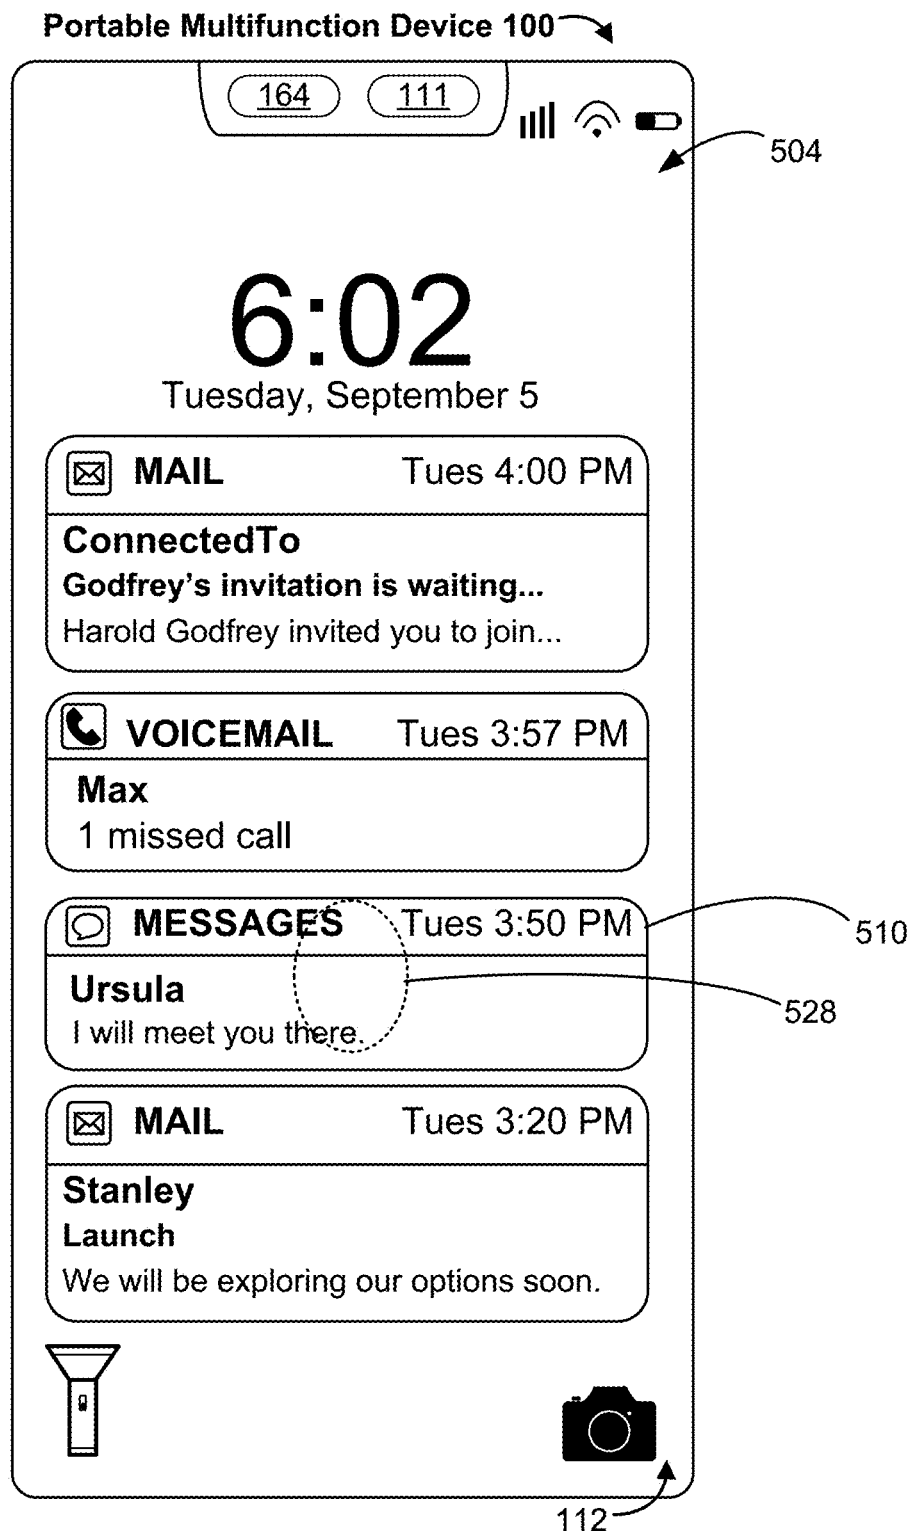 Portable Multifunction Device 100
164 111
504
6:02
Tuesday, September 5
MAIL Tues 4:00 PM
ConnectedTo
Godfrey’s invitation is waiting...
Harold Godfrey invited you to join...
VOICEMAIL Tues 3:57 PM
Max
1 missed call
MESSAGES Tues 3:50 PM
510
Ursula
528
I will meet you there.
MAIL Tues 3:20 PM
Stanley
Launch
We will be exploring our options soon.
112